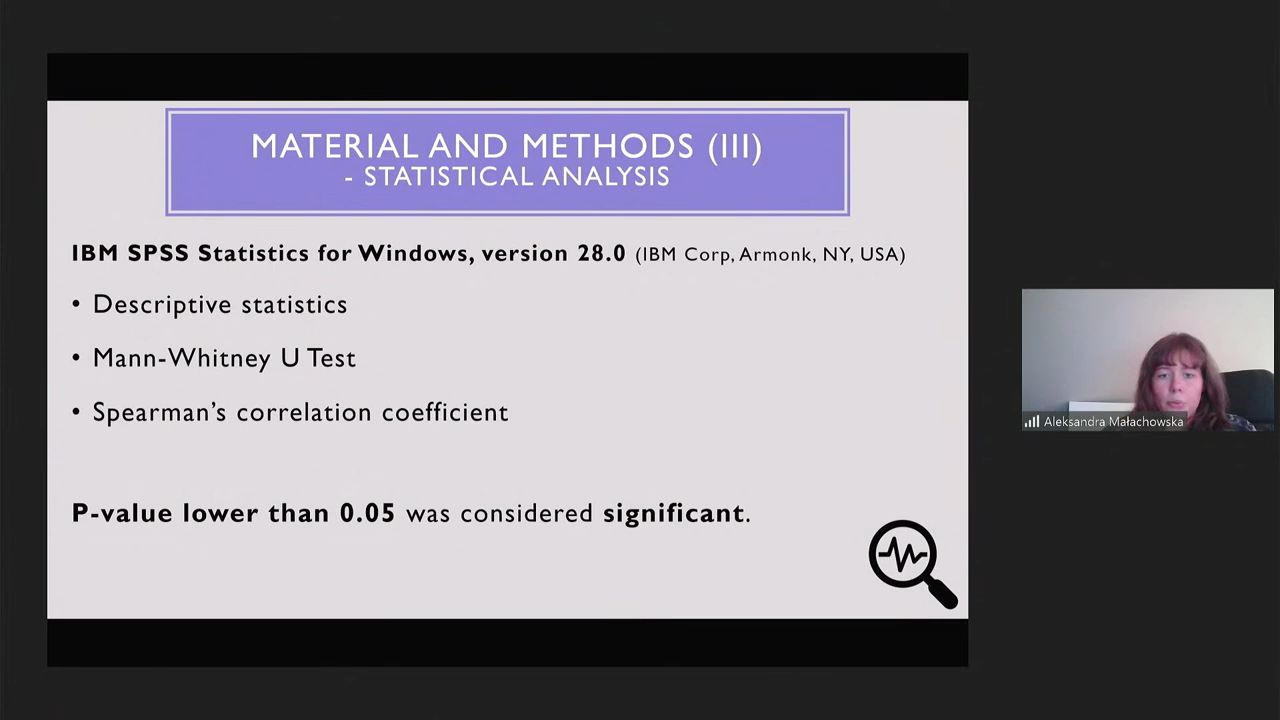 MATERIAL AND METHODS (III)
- STATISTICAL ANALYSIS
IBM SPSS Statistics for Windows, version 28.0 (IBM Corp, Armonk, NY, USA)
• Descriptive statistics
• Mann-Whitney U Test
• Spearman’s correlation coefficient
P-value lower than 0.05 was considered significant.
Aleksandra Małachowska